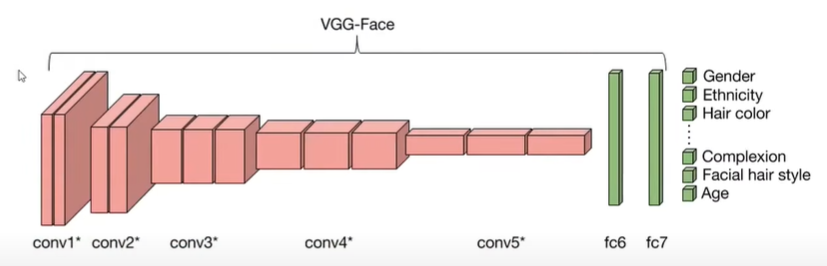 VGG-Face
Gender
Ethnicity
Hair color
Complexion
Facial hair style
Age
conv1* conv2* conv3* conv4* conv5* fc6 fc7